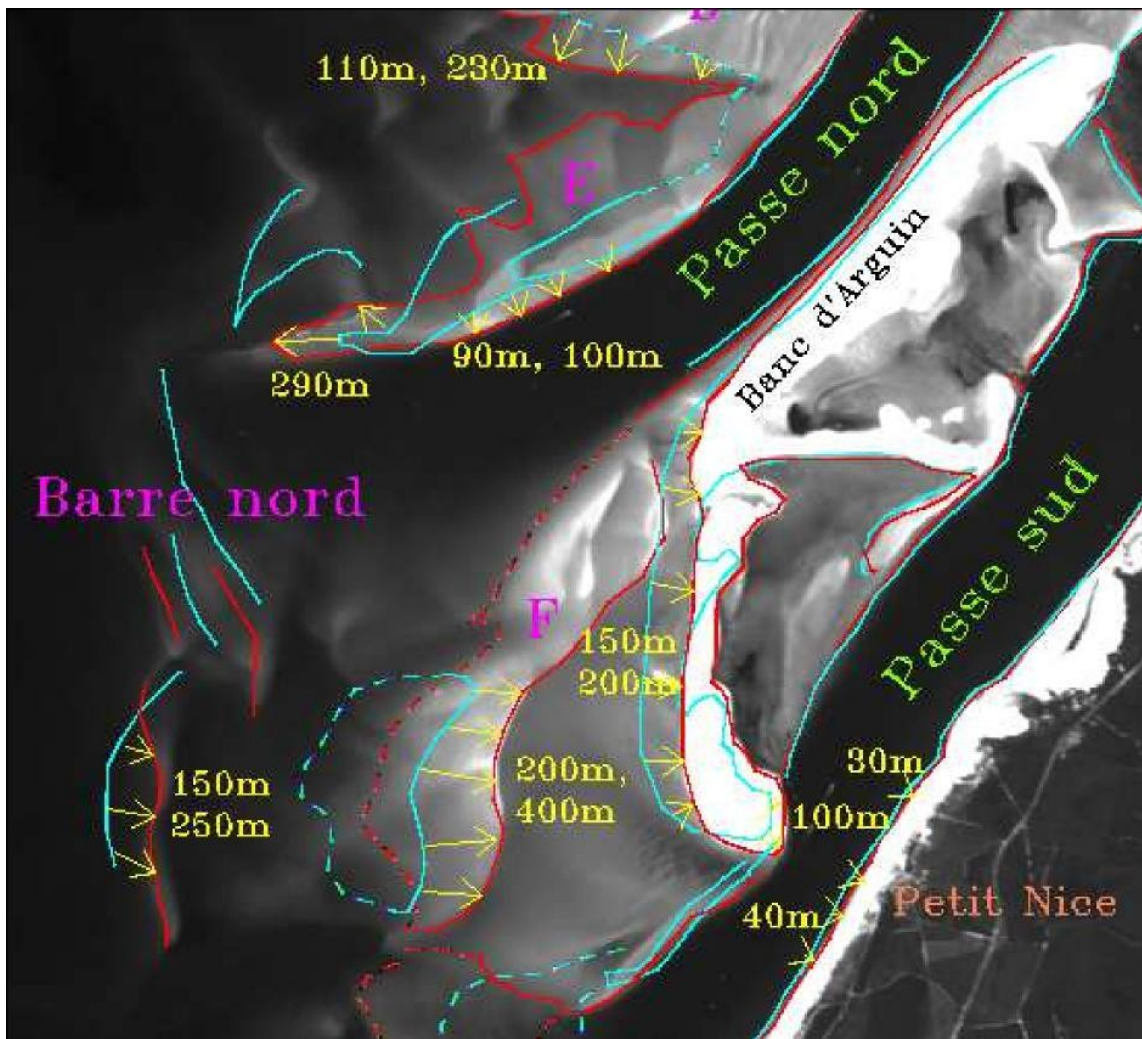 110m, 230m
E
Passe nord
90m, 100m
290m
Banc d'Arguin
Barre nord
F
150m
200m
Passe sud
150m
250m
200m,
400m
30m
100m
40m
Petit Nice